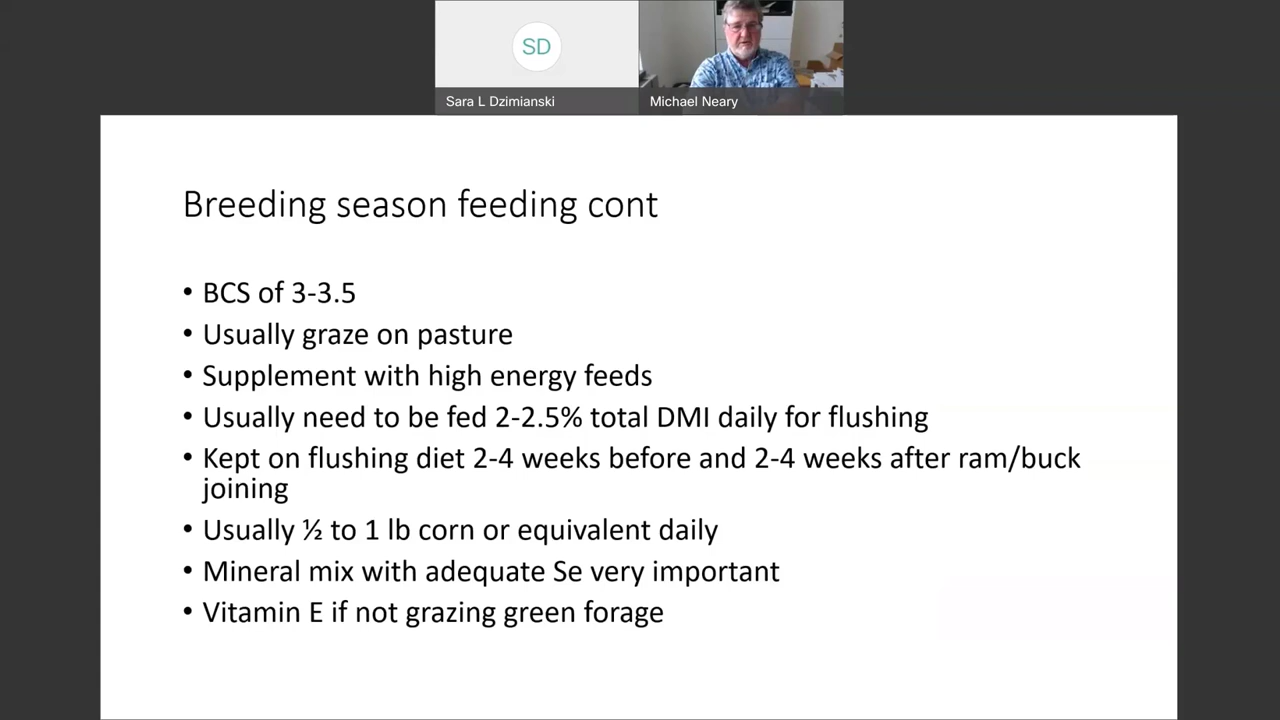 SD
Sara L Dzimianski
Michael Neary
Breeding season feeding cont
• BCS of 3-3.5
• Usually graze on pasture
• Supplement with high energy feeds
• Usually need to be fed 2-2.5% total DMI daily for flushing
• Kept on flushing diet 2-4 weeks before and 2-4 weeks after ram/buck
joining
• Usually ½ to 1 lb corn or equivalent daily
• Mineral mix with adequate Se very important
• Vitamin E if not grazing green forage